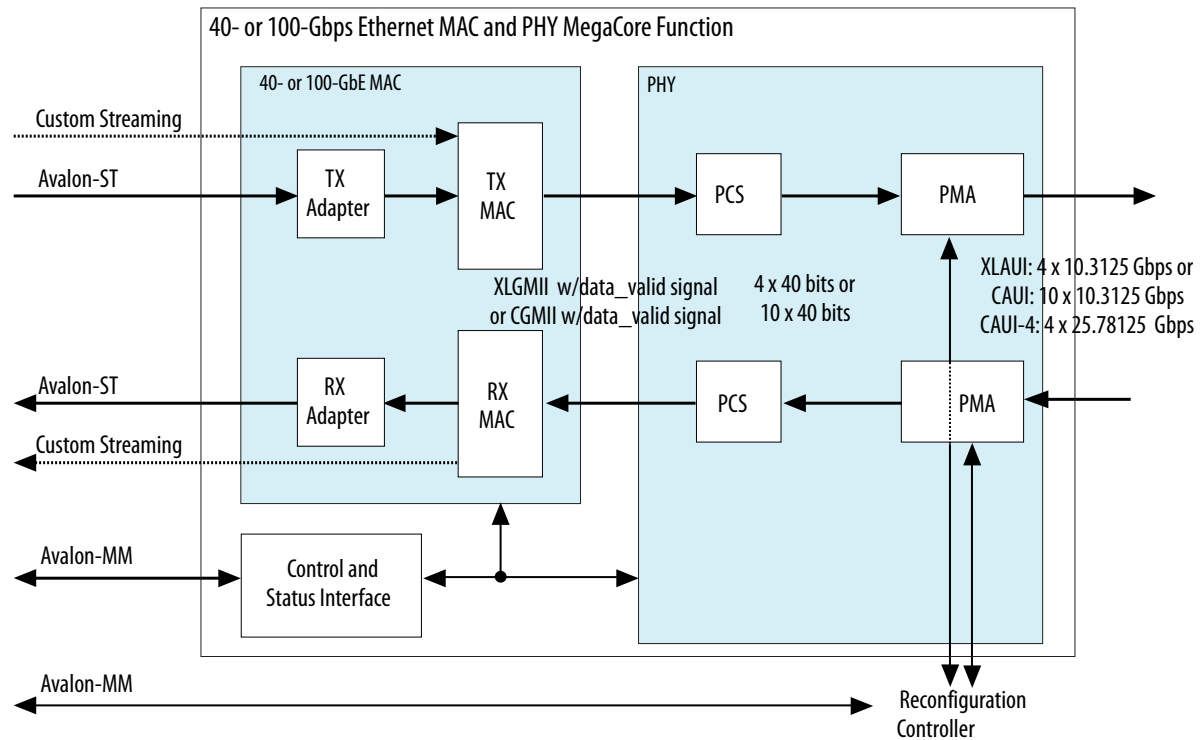 40- or 100-Gbps Ethernet MAC and PHY MegaCore Function
40- or 100-GbE MAC
PHY
Custom Streaming
Avalon-ST
TX
Adapter
TX
MAC
PCS
PMA
XLGMII w/data_valid signal
or CGMII w/data_valid signal
4 x 40 bits or
10 x 40 bits
XLAUI: 4 x 10.3125 Gbps or
CAUI: 10 x 10.3125 Gbps
CAUI-4: 4 x 25.78125 Gbps
Avalon-ST
RX
Adapter
RX
MAC
PCS
PMA
Custom Streaming
Avalon-MM
Control and
Status Interface
Avalon-MM
Reconfiguration
Controller